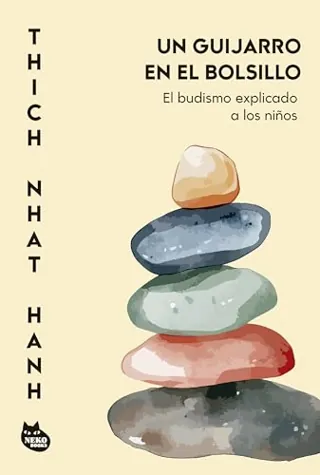 THICH NHAT HANH
UN GUIJARRO
EN EL BOLSILLO
El budismo explicado
a los niños
NEKO
BOOKS